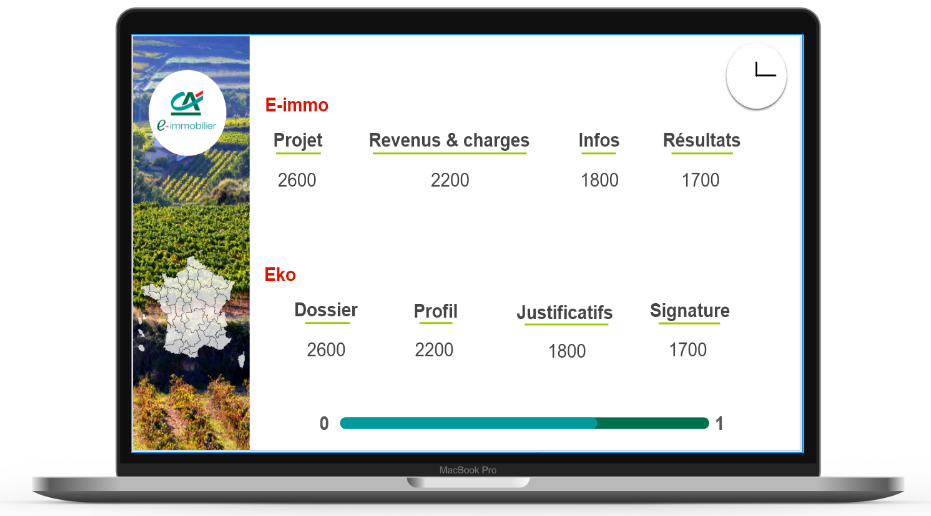 CA
e-immobilier
E-immo
Projet Revenus & charges Infos Résultats
2600 2200 1800 1700
Eko
Dossier Profil Justificatifs Signature
2600 2200 1800 1700
0 1
MacBook Pro